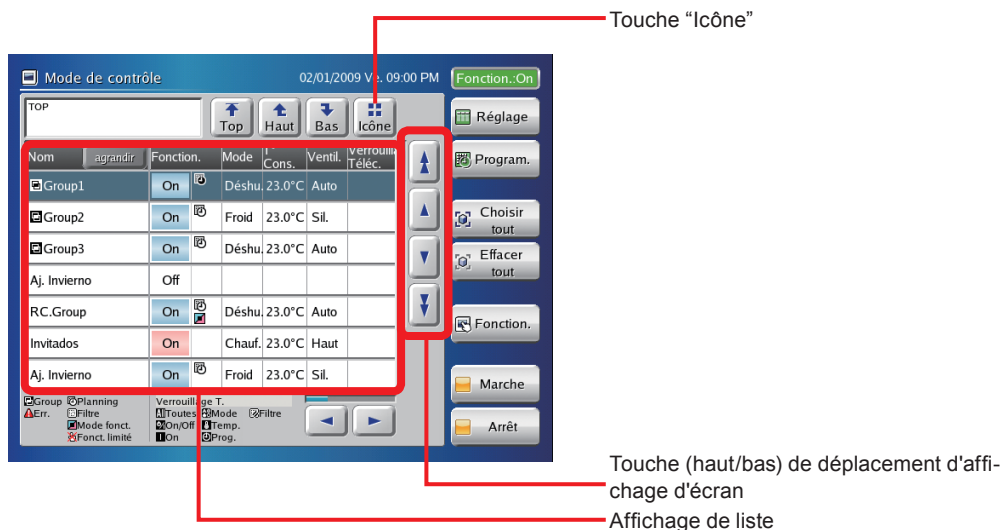 Touche “Icône”
Mode de contrôle
02/01/2009 Ve. 09:00 PM
Fonction.:On
TOP
Top
Haut
Bas
Icône
Réglage
Nom agrandir Fonction. Mode T° Cons. Ventil. Verrouilla Téléc.
Program.
Group1 On Déshu. 23.0°C Auto
Group2 On Froid 23.0°C Sil.
Choisir
tout
Group3 On Déshu. 23.0°C Auto
Effacer
tout
Aj. Invierno Off
RC.Group On Déshu. 23.0°C Auto
Fonction.
Invitados On Chauf. 23.0°C Haut
Aj. Invierno On Froid 23.0°C Sil.
Marche
Group Planning Verrouillage T.
Err. Filtre Toutes Mode Filtre
Mode fonct. On/Off Temp.
Fonct. limité On Prog.
Arrêt
Touche (haut/bas) de déplacement d'affi-
chage d'écran
Affichage de liste